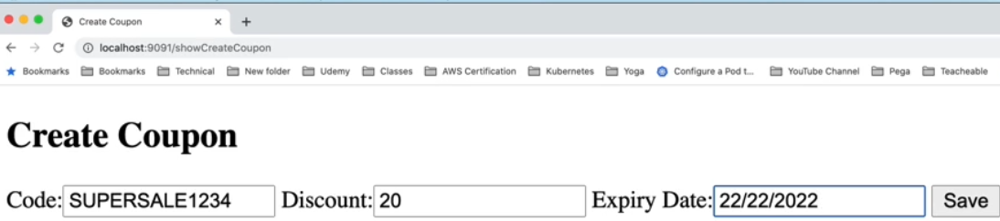 Create Coupon × +
localhost:9091/showCreateCoupon
Bookmarks Bookmarks Technical New folder Udemy Classes AWS Certification Kubernetes Yoga Configure a Pod t... YouTube Channel Pega Teacheable
Create Coupon
Code: SUPERSALE1234 Discount: 20 Expiry Date: 22/22/2022 Save